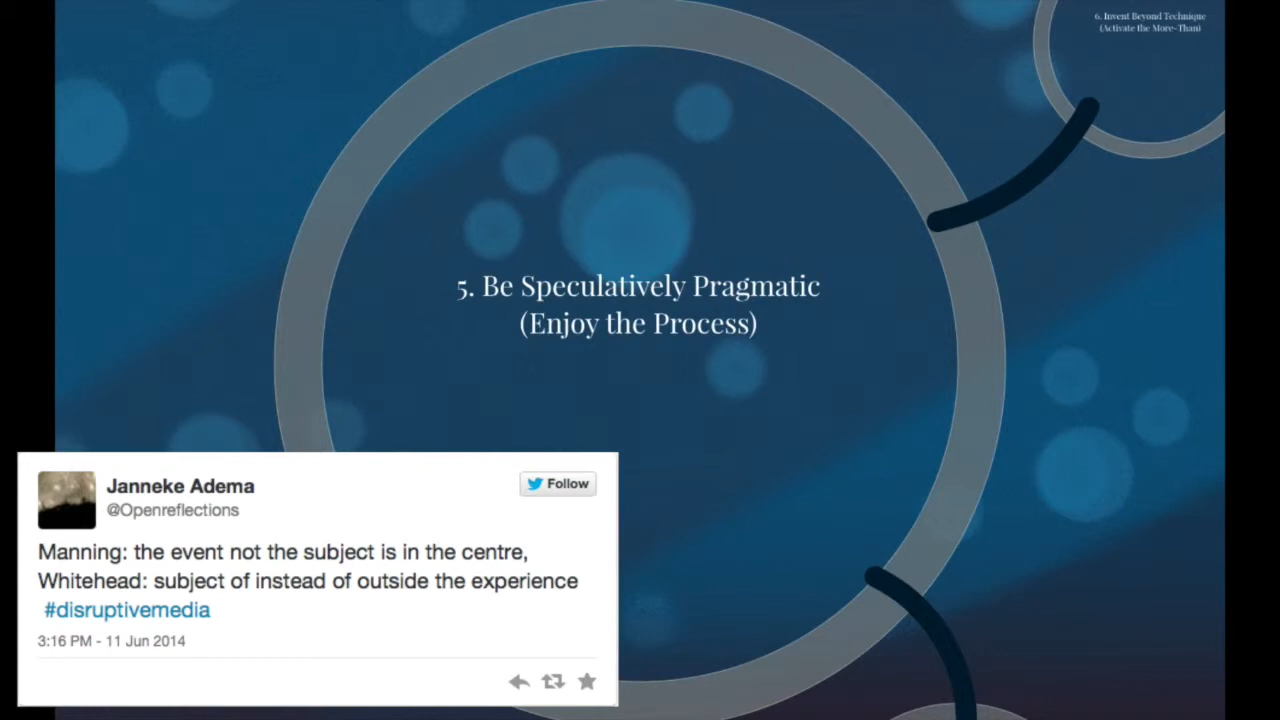 6. Invent Beyond Technique
(Activate the More-Than)
5. Be Speculatively Pragmatic
(Enjoy the Process)
Janneke Adema
Follow
@Openreflections
Manning: the event not the subject is in the centre,
Whitehead: subject of instead of outside the experience
#disruptivemedia
3:16 PM - 11 Jun 2014